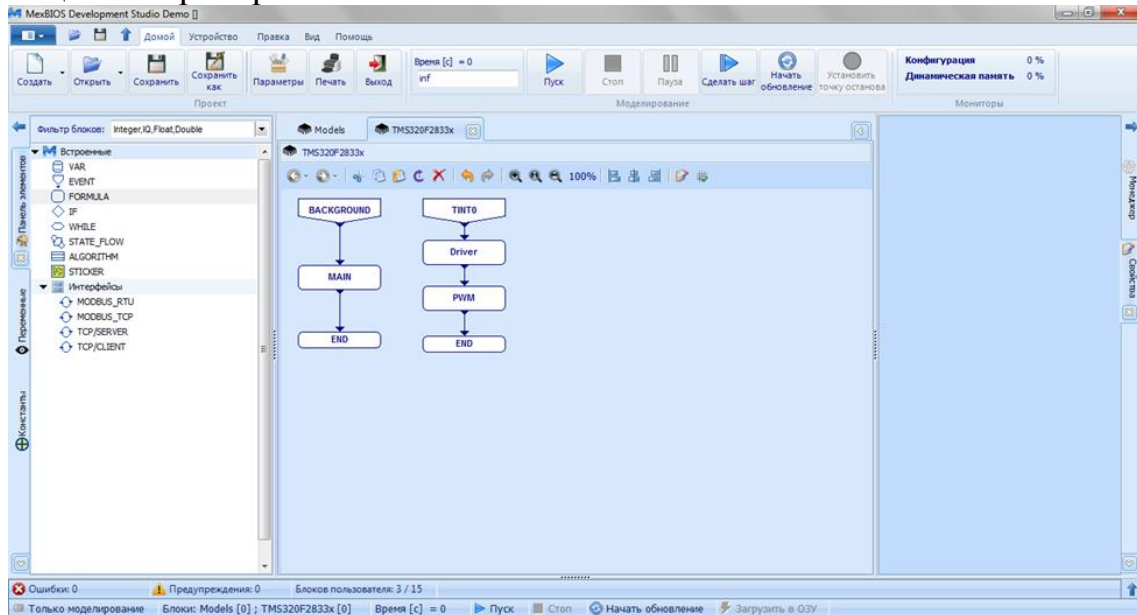 MexBIOS Development Studio Demo []
Домой Устройство Правка Вид Помощь
Создать Открыть Сохранить Сохранить как Параметры Печать Выход
Проект
Время [с] = 0
inf
Пуск Стоп Пауза Сделать шаг Начать обновление Установить точку останова
Моделирование
Конфигурация 0 %
Динамическая память 0 %
Мониторы
Фильтр блоков: Integer,IQ,Float,Double
Панель элементов
Переменные
Константы
Встроенные
VAR
EVENT
FORMULA
IF
WHILE
STATE_FLOW
ALGORITHM
STICKER
Интерфейсы
MODBUS_RTU
MODBUS_TCP
TCP/SERVER
TCP/CLIENT
Models TMS320F2833x
TMS320F2833x
100%
BACKGROUND
MAIN
END
TINT0
Driver
PWM
END
Менеджер
Свойства
Ошибки: 0 Предупреждения: 0 Блоков пользователя: 3 / 15
Только моделирование Блоки: Models [0] ; TMS320F2833x [0] Время [с] = 0 Пуск Стоп Начать обновление Загрузить в ОЗУ